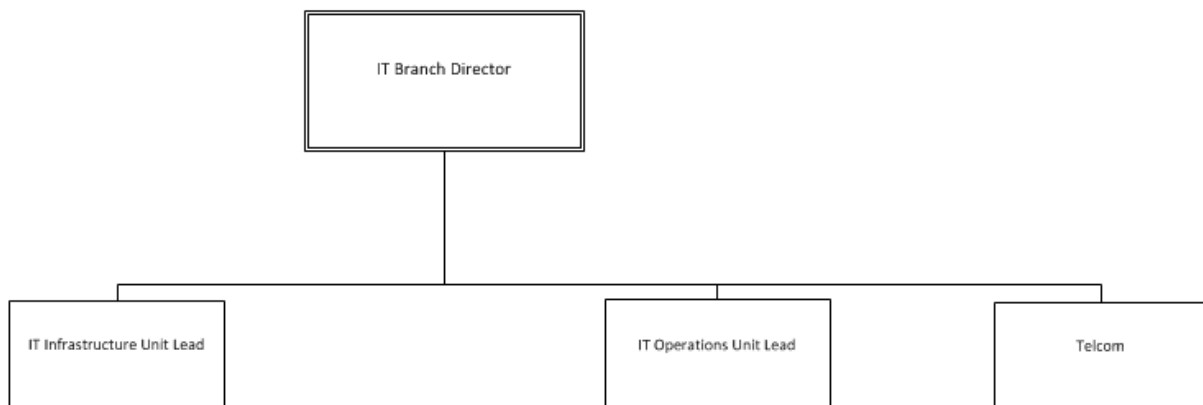 IT Branch Director
IT Infrastructure Unit Lead
IT Operations Unit Lead
Telcom